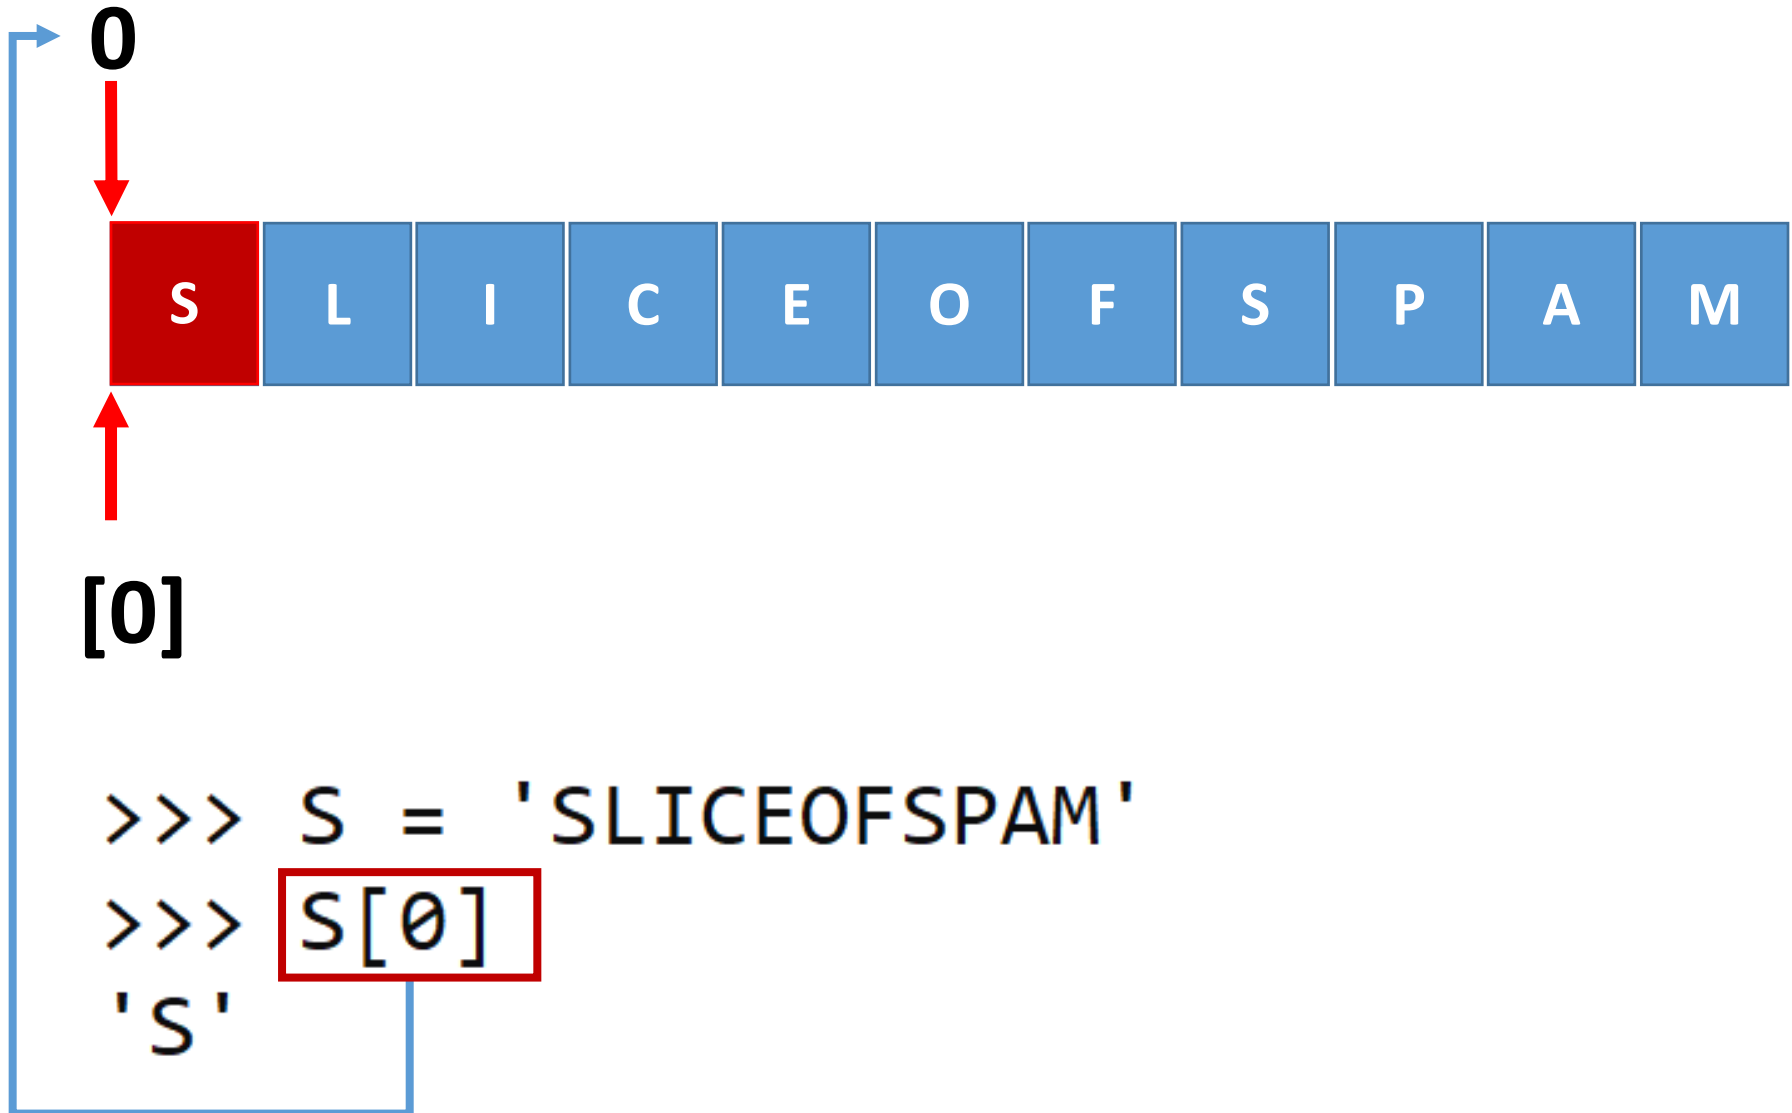 0
S L I C E O F S P A M
[0]
>>> S = 'SLICEOFSPAM'
>>> S[0]
'S'